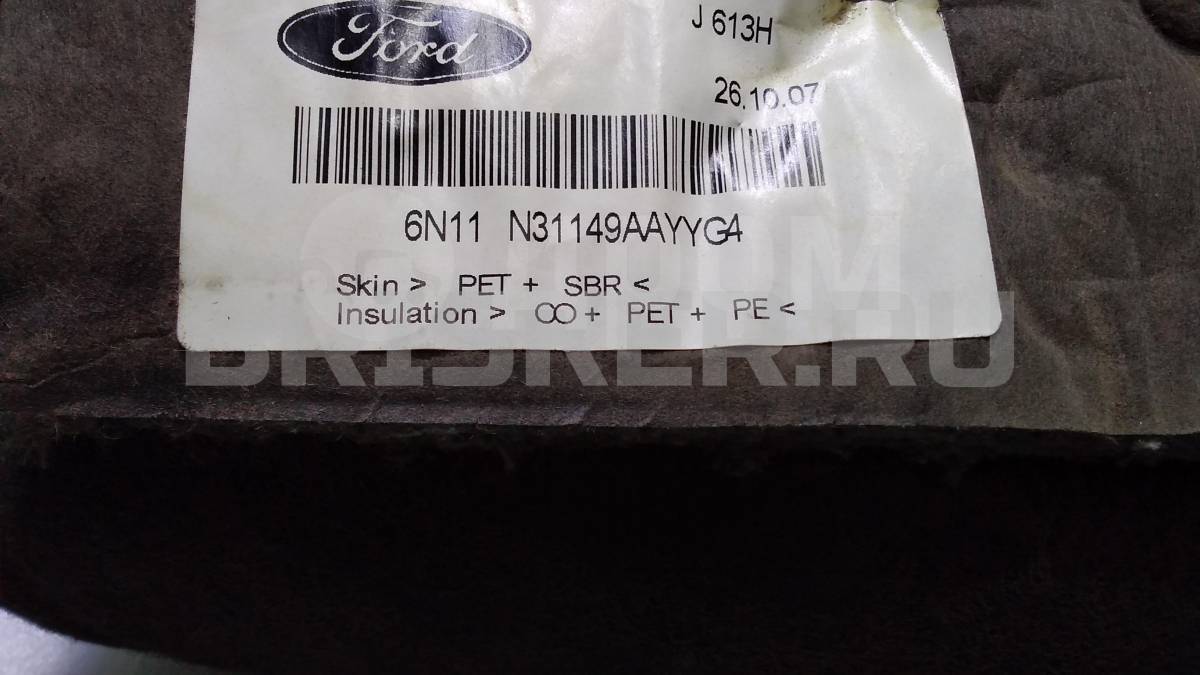 Ford
J 613H
26.10.07
6N11 N31149AAYYG4
Skin > PET + SBR <
Insulation > CO + PET + PE <
BRISKER.RU